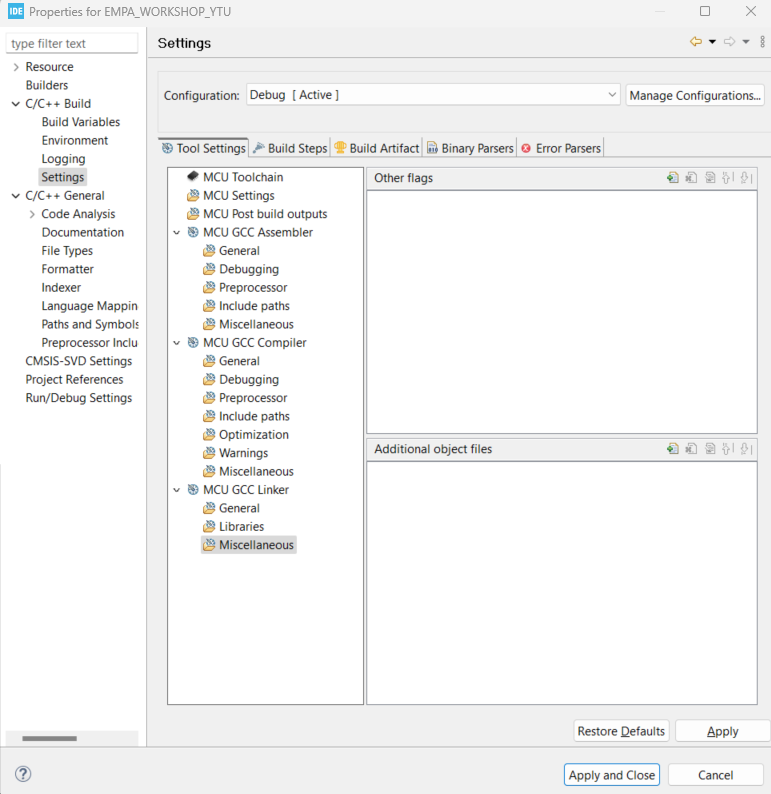 IDE Properties for EMPA_WORKSHOP_YTU
type filter text
Resource
Builders
C/C++ Build
Build Variables
Environment
Logging
Settings
C/C++ General
Code Analysis
Documentation
File Types
Formatter
Indexer
Language Mappin
Paths and Symbols
Preprocessor Inclu
CMSIS-SVD Settings
Project References
Run/Debug Settings
Settings
Configuration: Debug [ Active ] Manage Configurations...
Tool Settings Build Steps Build Artifact Binary Parsers Error Parsers
MCU Toolchain
MCU Settings
MCU Post build outputs
MCU GCC Assembler
General
Debugging
Preprocessor
Include paths
Miscellaneous
MCU GCC Compiler
General
Debugging
Preprocessor
Include paths
Optimization
Warnings
Miscellaneous
MCU GCC Linker
General
Libraries
Miscellaneous
Other flags
Additional object files
Restore Defaults Apply
? Apply and Close Cancel